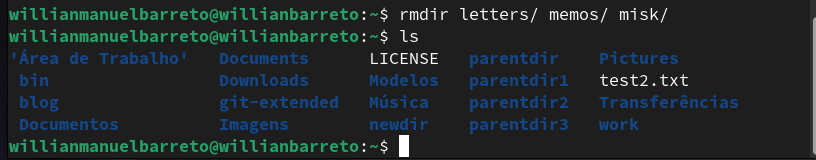 willianmanuelbarreto@willianbarreto:~$ rmdir letters/ memos/ misk/
willianmanuelbarreto@willianbarreto:~$ ls
'Área de Trabalho' Documents LICENSE parentdir Pictures
bin Downloads Modelos parentdir1 test2.txt
blog git-extended Música parentdir2 Transferências
Documentos Imagens newdir parentdir3 work
willianmanuelbarreto@willianbarreto:~$